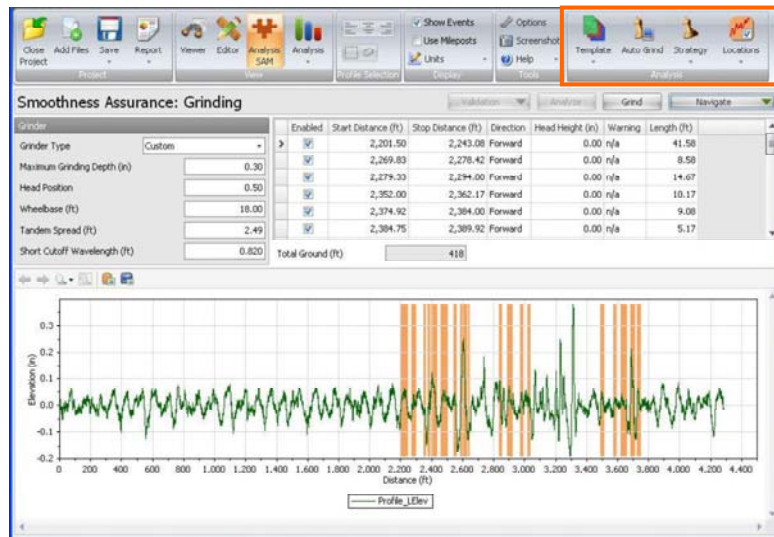 Close Project Add Files Save Report Viewer Editor Analysis SAM Analysis
Show Events
Use Mileposts
Units
Options
Screenshot
Help
Template Auto Grind Strategy Locations
Project View Profile Selection Display Tools Analysis
Smoothness Assurance: Grinding
Validation Analyze Grind Navigate
Grinder
Grinder Type Custom
Maximum Grinding Depth (in) 0.30
Head Position 0.50
Wheelbase (ft) 18.00
Tandem Spread (ft) 2.49
Short Cutoff Wavelength (ft) 0.820
Enabled Start Distance (ft) Stop Distance (ft) Direction Head Height (in) Warning Length (ft)
2,201.50 2,243.08 Forward 0.00 n/a 41.58
2,269.83 2,278.42 Forward 0.00 n/a 8.58
2,279.33 2,294.00 Forward 0.00 n/a 14.67
2,352.00 2,362.17 Forward 0.00 n/a 10.17
2,374.92 2,384.00 Forward 0.00 n/a 9.08
2,384.75 2,389.92 Forward 0.00 n/a 5.17
Total Ground (ft) 418
Elevation (in)
0.3
0.2
0.1
0.0
-0.1
-0.2
0 200 400 600 800 1,000 1,200 1,400 1,600 1,800 2,000 2,200 2,400 2,600 2,800 3,000 3,200 3,400 3,600 3,800 4,000 4,200 4,400
Distance (ft)
Profile_LElev